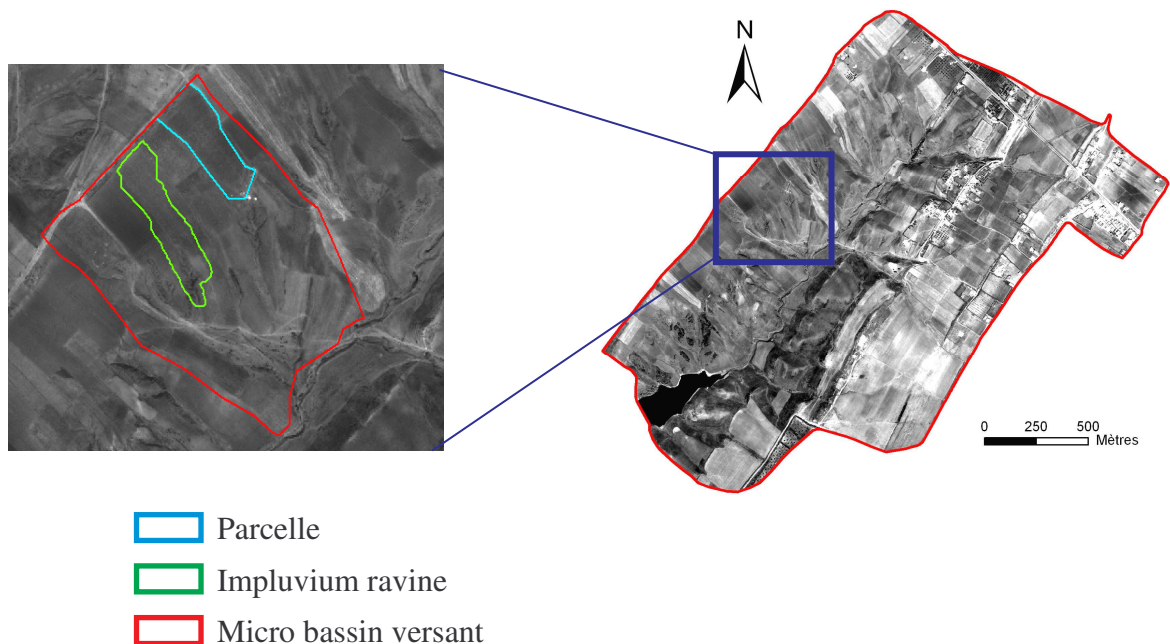 N
0 250 500
Mètres
Parcelle
Impluvium ravine
Micro bassin versant